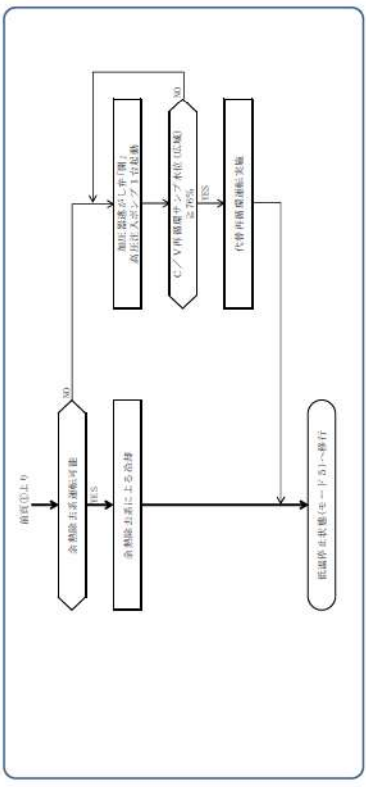 前頁①より
余熱除去系運転可能
NO
YES
余熱除去系による冷却
加圧器逃がし弁「開」
高圧注入ポンプ1台起動
C/V再循環サンプ水位(広域)
≧76%
NO
YES
代替再循環運転実施
低温停止状態(モード5)へ移行